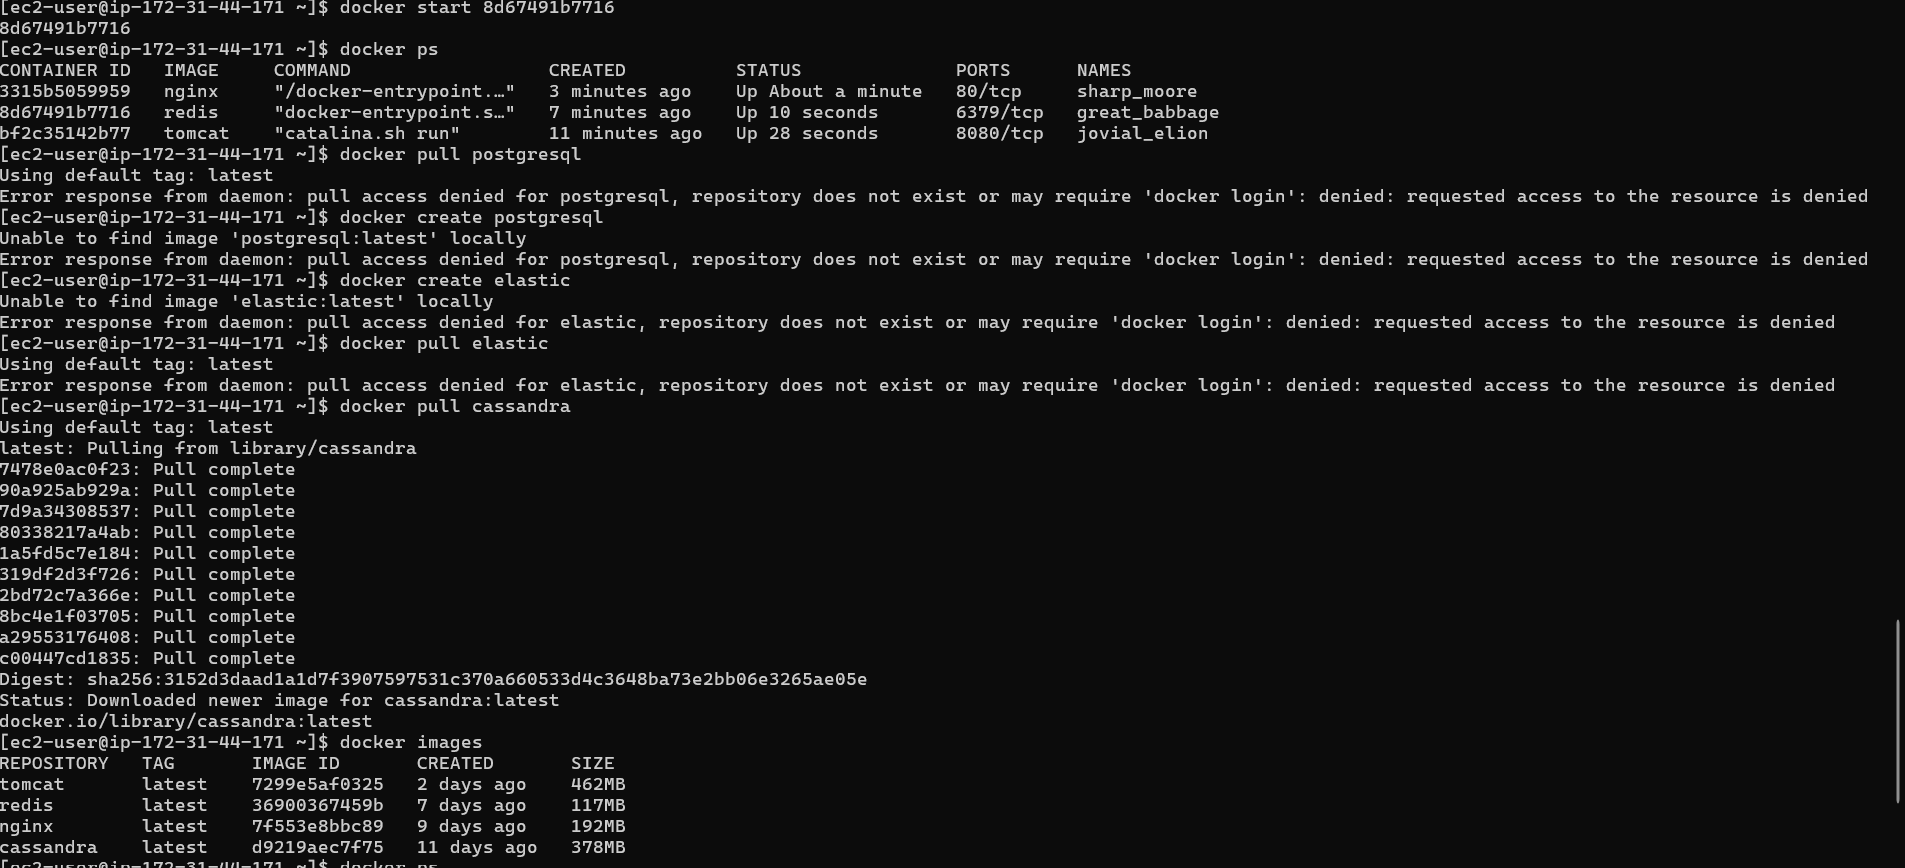 [ec2-user@ip-172-31-44-171 ~]$ docker start 8d67491b7716
8d67491b7716
[ec2-user@ip-172-31-44-171 ~]$ docker ps
CONTAINER ID   IMAGE     COMMAND                  CREATED          STATUS              PORTS      NAMES
3315b5059959   nginx     "/docker-entrypoint.…"   3 minutes ago    Up About a minute   80/tcp     sharp_moore
8d67491b7716   redis     "docker-entrypoint.s…"   7 minutes ago    Up 10 seconds       6379/tcp   great_babbage
bf2c35142b77   tomcat    "catalina.sh run"        11 minutes ago   Up 28 seconds       8080/tcp   jovial_elion
[ec2-user@ip-172-31-44-171 ~]$ docker pull postgresql
Using default tag: latest
Error response from daemon: pull access denied for postgresql, repository does not exist or may require 'docker login': denied: requested access to the resource is denied
[ec2-user@ip-172-31-44-171 ~]$ docker create postgresql
Unable to find image 'postgresql:latest' locally
Error response from daemon: pull access denied for postgresql, repository does not exist or may require 'docker login': denied: requested access to the resource is denied
[ec2-user@ip-172-31-44-171 ~]$ docker create elastic
Unable to find image 'elastic:latest' locally
Error response from daemon: pull access denied for elastic, repository does not exist or may require 'docker login': denied: requested access to the resource is denied
[ec2-user@ip-172-31-44-171 ~]$ docker pull elastic
Using default tag: latest
Error response from daemon: pull access denied for elastic, repository does not exist or may require 'docker login': denied: requested access to the resource is denied
[ec2-user@ip-172-31-44-171 ~]$ docker pull cassandra
Using default tag: latest
latest: Pulling from library/cassandra
7478e0ac0f23: Pull complete
90a925ab929a: Pull complete
7d9a34308537: Pull complete
80338217a4ab: Pull complete
1a5fd5c7e184: Pull complete
319df2d3f726: Pull complete
2bd72c7a366e: Pull complete
8bc4e1f03705: Pull complete
a29553176408: Pull complete
c00447cd1835: Pull complete
Digest: sha256:3152d3daad1a1d7f3907597531c370a660533d4c3648ba73e2bb06e3265ae05e
Status: Downloaded newer image for cassandra:latest
docker.io/library/cassandra:latest
[ec2-user@ip-172-31-44-171 ~]$ docker images
REPOSITORY   TAG       IMAGE ID       CREATED       SIZE
tomcat       latest    7299e5af0325   2 days ago    462MB
redis        latest    36900367459b   7 days ago    117MB
nginx        latest    7f553e8bbc89   9 days ago    192MB
cassandra    latest    d9219aec7f75   11 days ago   378MB
[ec2-user@ip-172-31-44-171 ~]$ docker ps